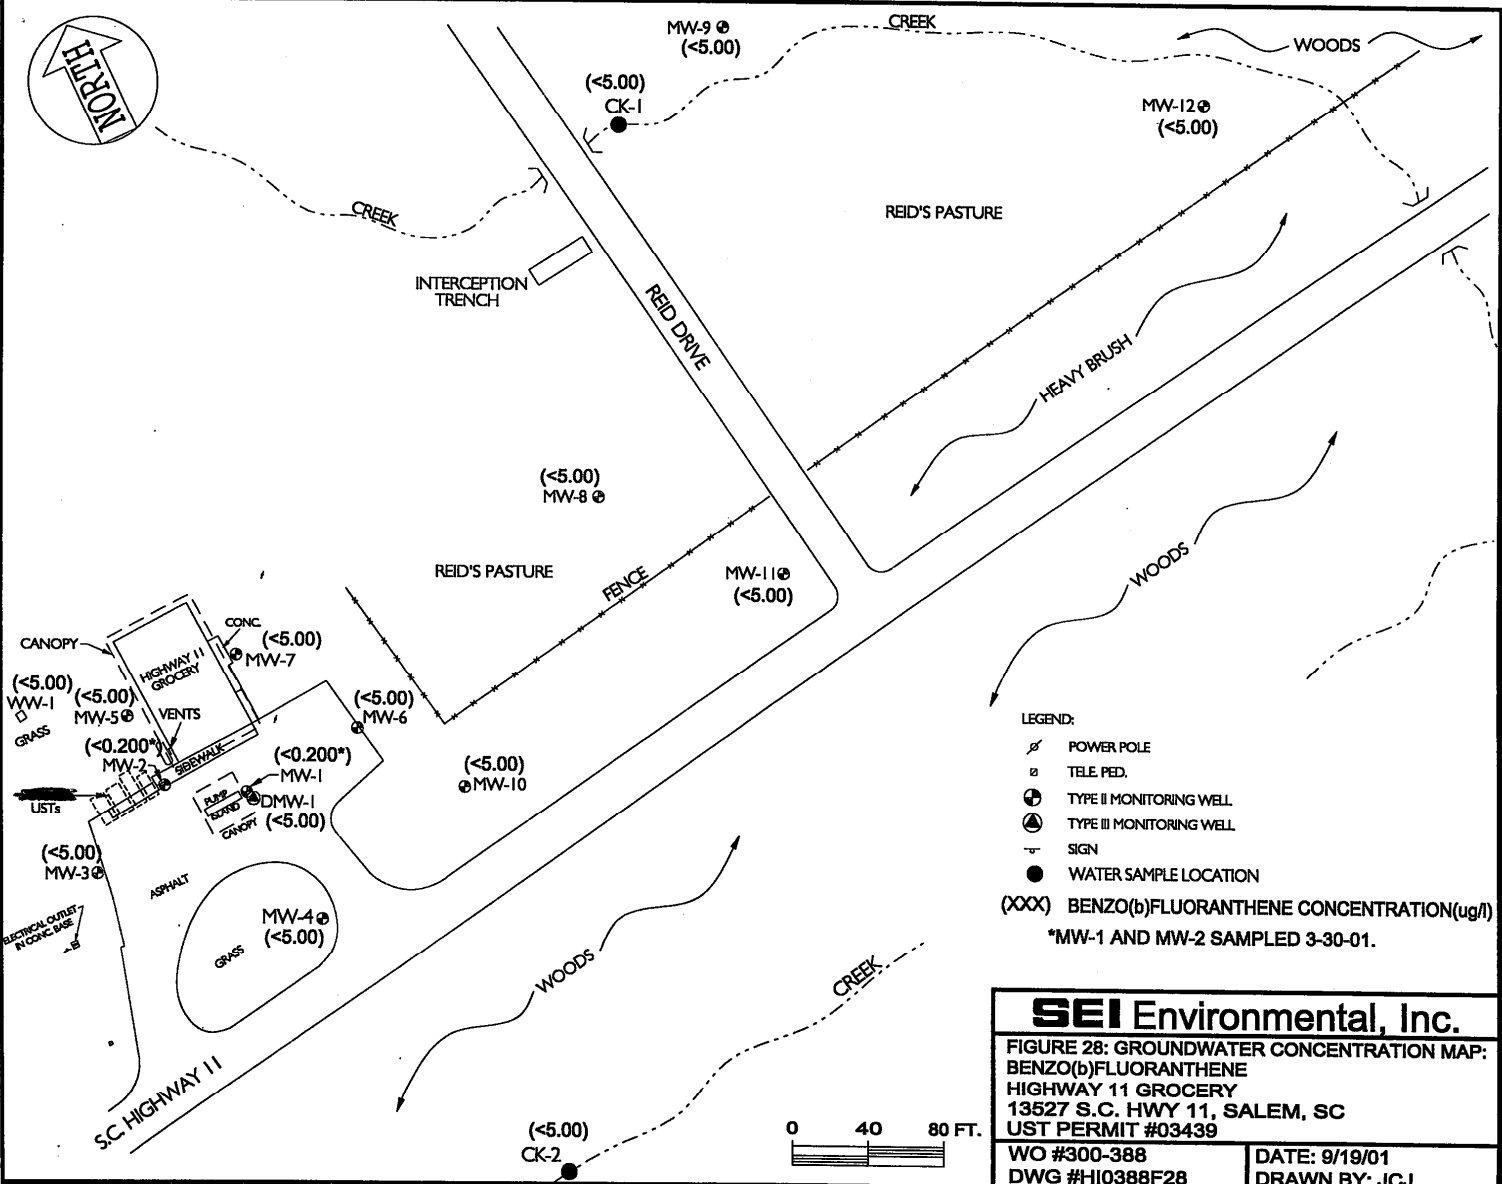 NORTH
MW-9
(<5.00)
CREEK
WOODS
(<5.00)
CK-1
MW-12
(<5.00)
CREEK
REID'S PASTURE
INTERCEPTION
TRENCH
REID DRIVE
HEAVY BRUSH
(<5.00)
MW-8
REID'S PASTURE
FENCE
MW-11
(<5.00)
WOODS
CANOPY
CONC.
(<5.00)
MW-7
HIGHWAY 11
GROCERY
(<5.00)
WW-1
(<5.00)
MW-5
VENTS
GRASS
(<5.00)
MW-6
(<0.200*)
MW-2
SIDEWALK
(<0.200*)
MW-1
(<5.00)
MW-10
USTs
PUMP
ISLAND
DMW-1
(<5.00)
CANOPY
(<5.00)
MW-3
ASPHALT
ELECTRICAL OUTLET
IN CONC. BASE
MW-4
(<5.00)
GRASS
WOODS
CREEK
S.C. HIGHWAY 11
(<5.00)
CK-2
LEGEND:
POWER POLE
TELE. PED.
TYPE II MONITORING WELL
TYPE III MONITORING WELL
SIGN
WATER SAMPLE LOCATION
(XXX) BENZO(b)FLUORANTHENE CONCENTRATION(ug/l)
*MW-1 AND MW-2 SAMPLED 3-30-01.
0 40 80 FT.
SEI Environmental, Inc.
FIGURE 28: GROUNDWATER CONCENTRATION MAP:
BENZO(b)FLUORANTHENE
HIGHWAY 11 GROCERY
13527 S.C. HWY 11, SALEM, SC
UST PERMIT #03439
WO #300-388
DWG #HI0388F28
DATE: 9/19/01
DRAWN BY: JCJ